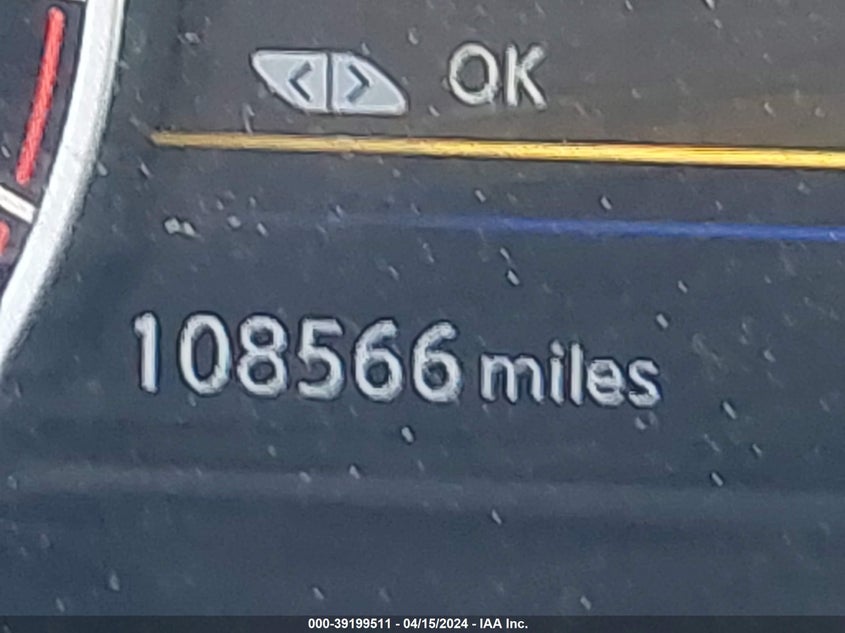 < > OK
108566 miles
000-39199511 - 04/15/2024 - IAA Inc.